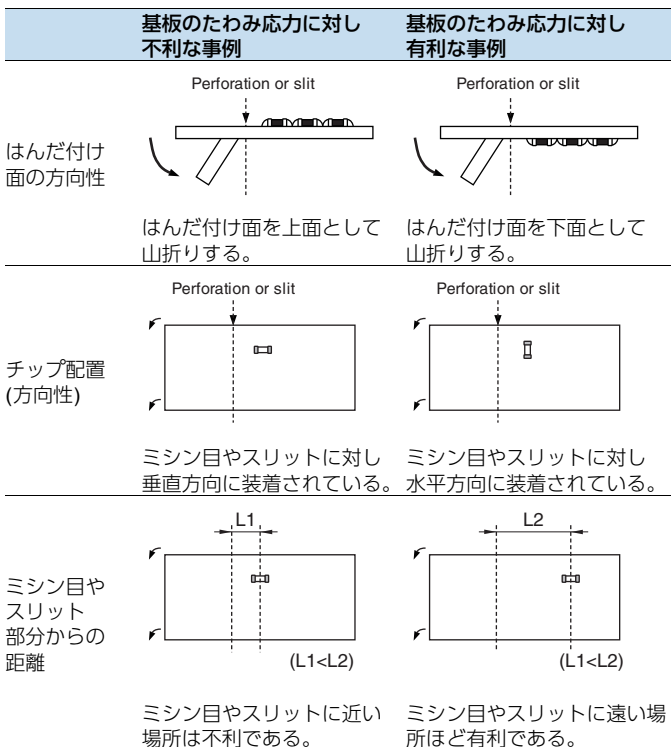 基板のたわみ応力に対し
不利な事例
基板のたわみ応力に対し
有利な事例
はんだ付け
面の方向性
Perforation or slit
はんだ付け面を上面として
山折りする。
Perforation or slit
はんだ付け面を下面として
山折りする。
チップ配置
(方向性)
Perforation or slit
ミシン目やスリットに対し
垂直方向に装着されている。
Perforation or slit
ミシン目やスリットに対し
水平方向に装着されている。
ミシン目や
スリット
部分からの
距離
L1
(L1<L2)
ミシン目やスリットに近い
場所は不利である。
L2
(L1<L2)
ミシン目やスリットに遠い場
所ほど有利である。